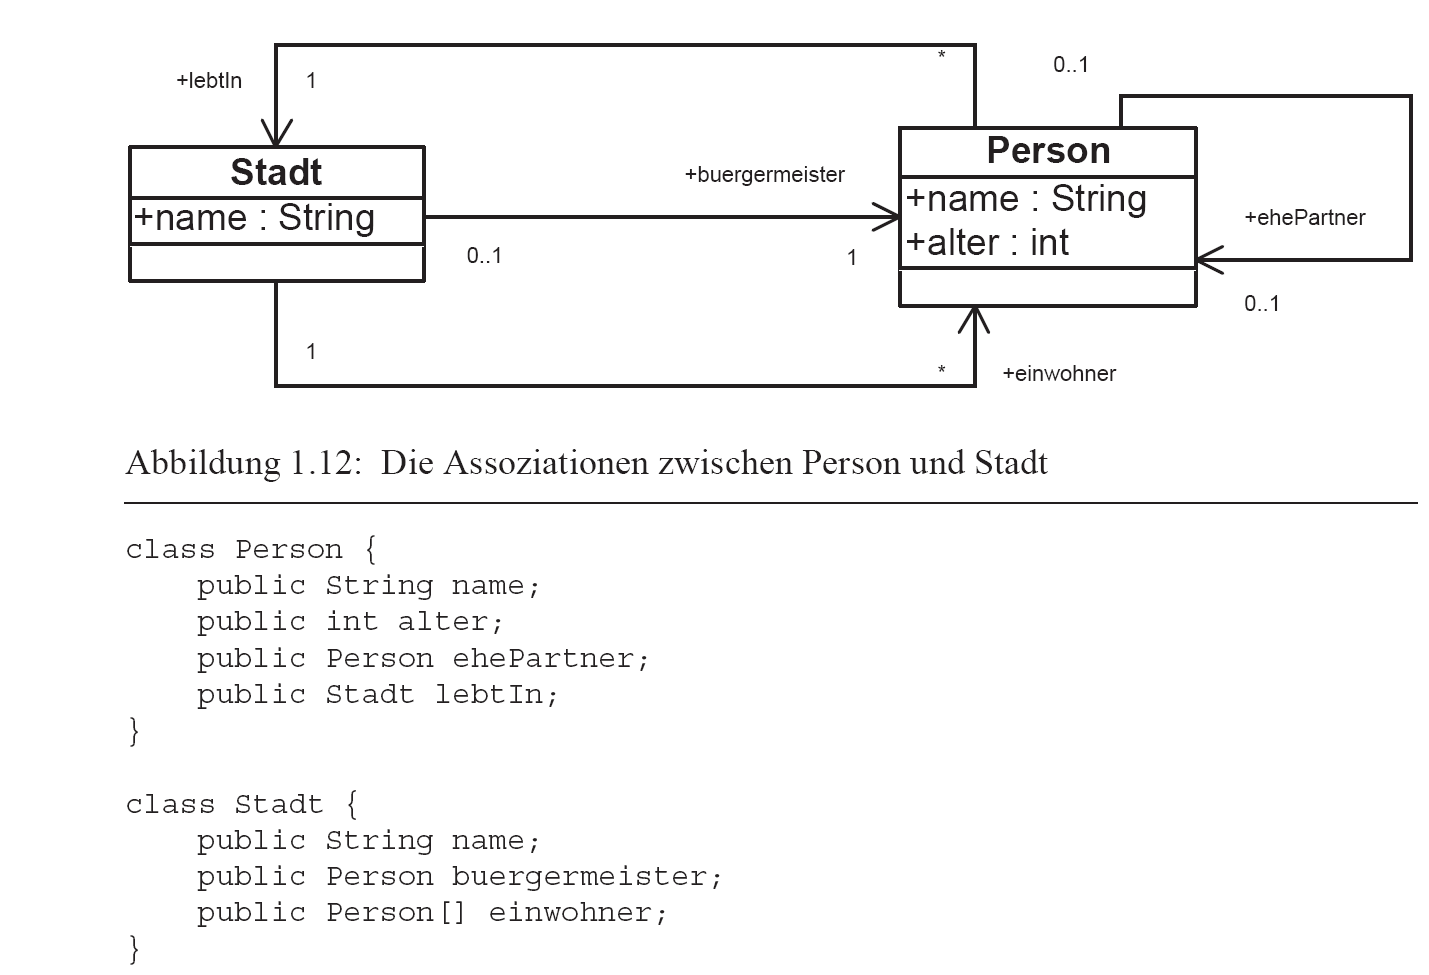 *
0..1
+lebtIn
1
Stadt
+name : String
+buergermeister
0..1
1
Person
+name : String
+alter : int
+ehePartner
0..1
1
*
+einwohner
Abbildung 1.12: Die Assoziationen zwischen Person und Stadt
class Person {
public String name;
public int alter;
public Person ehePartner;
public Stadt lebtIn;
}
class Stadt {
public String name;
public Person buergermeister;
public Person[] einwohner;
}